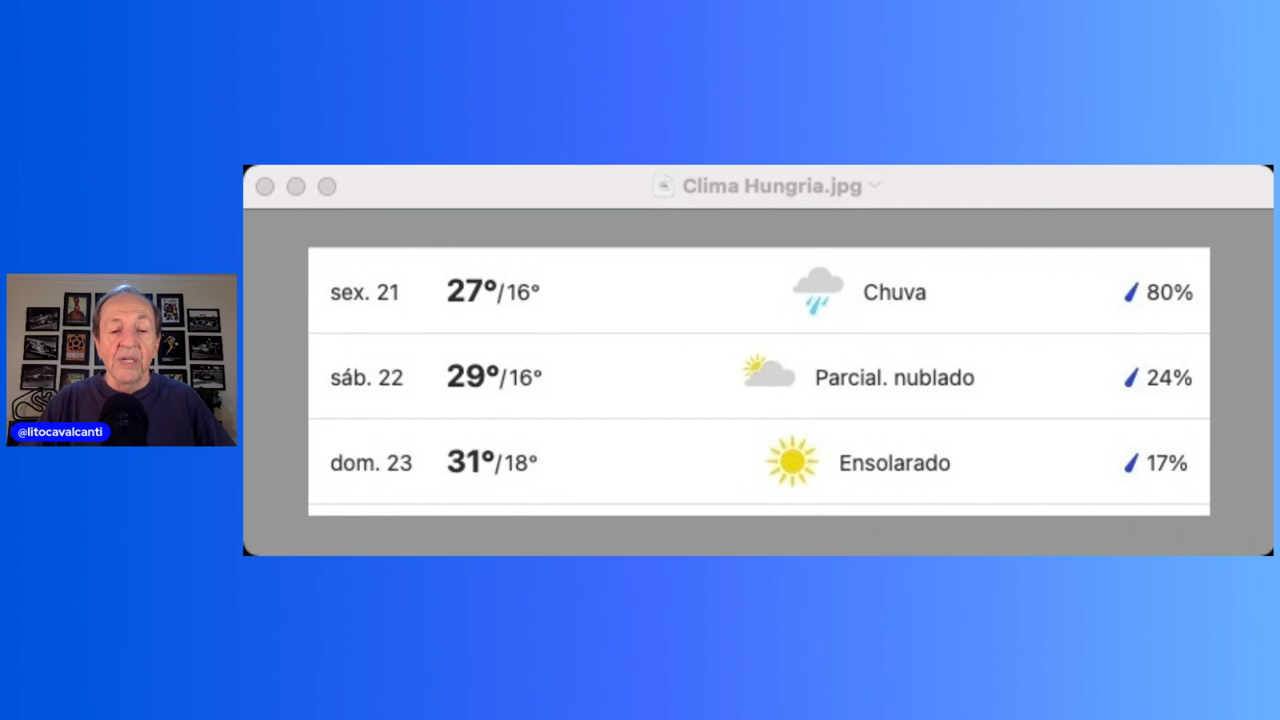 Clima Hungria.jpg
sex. 21 27°/16° Chuva 80%
sáb. 22 29°/16° Parcial. nublado 24%
dom. 23 31°/18° Ensolarado 17%
@litocavalcanti